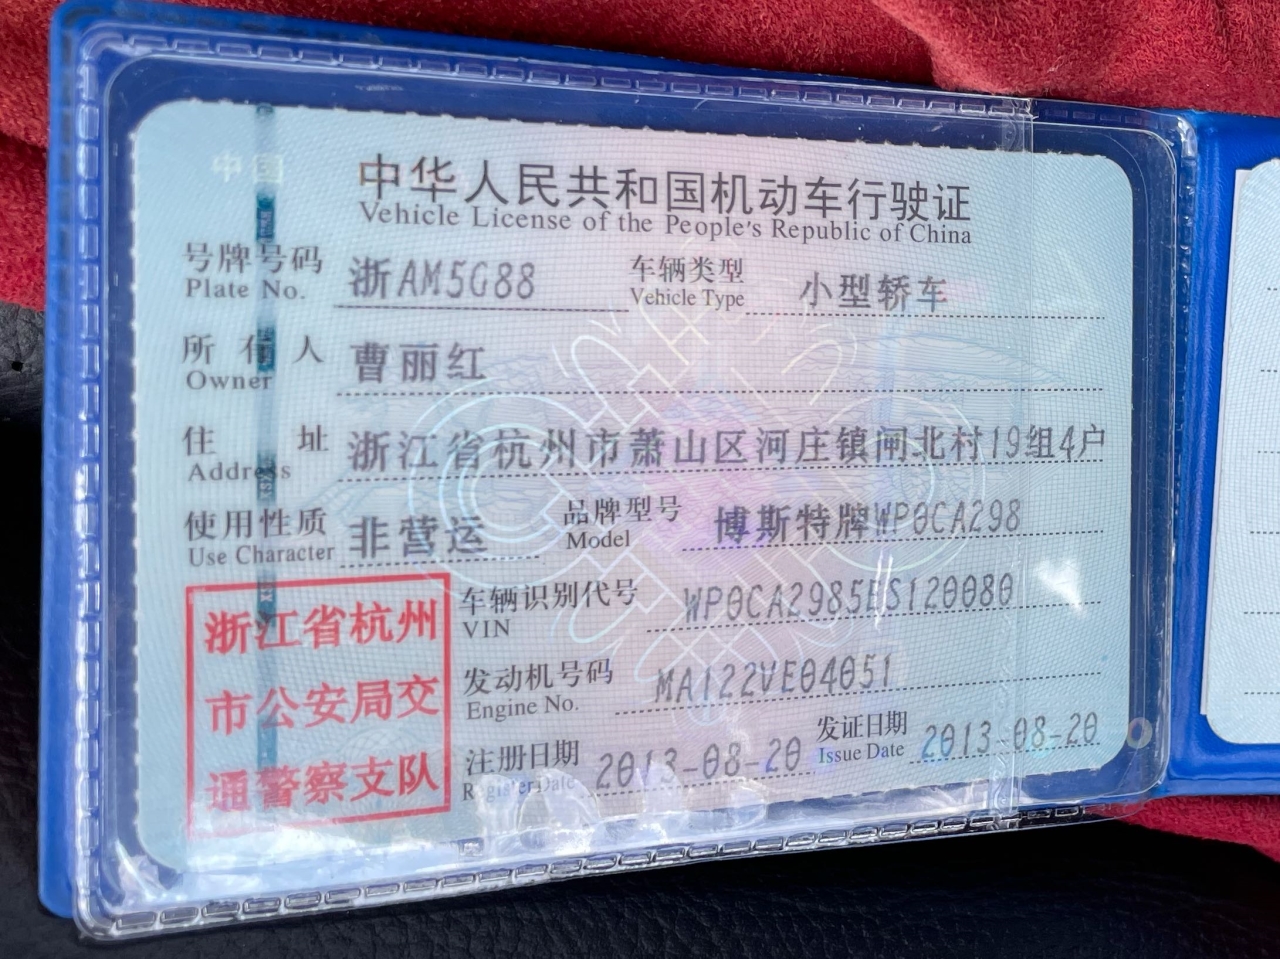 中国
中华人民共和国机动车行驶证
Vehicle License of the People's Republic of China
号牌号码 浙AM5G88 车辆类型 小型轿车
Plate No. Vehicle Type
所有人 曹丽红
Owner
住址 浙江省杭州市萧山区河庄镇闸北村19组4户
Address
使用性质 非营运 品牌型号 博斯特牌WP0CA298
Use Character Model
浙江省杭州
市公安局交
通警察支队
车辆识别代号 WP0CA2985ES120080
VIN
发动机号码 MA122VE04051
Engine No.
注册日期 2013-08-20 发证日期 2013-08-20
Register Date Issue Date